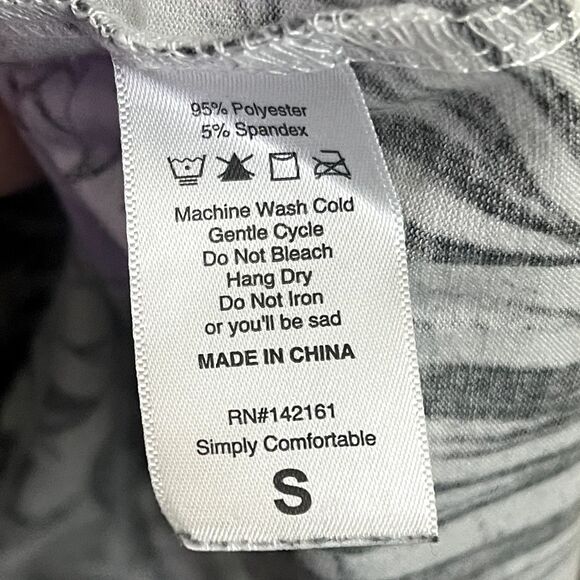 95% Polyester
5% Spandex
Machine Wash Cold
Gentle Cycle
Do Not Bleach
Hang Dry
Do Not Iron
or you'll be sad
MADE IN CHINA
RN#142161
Simply Comfortable
S